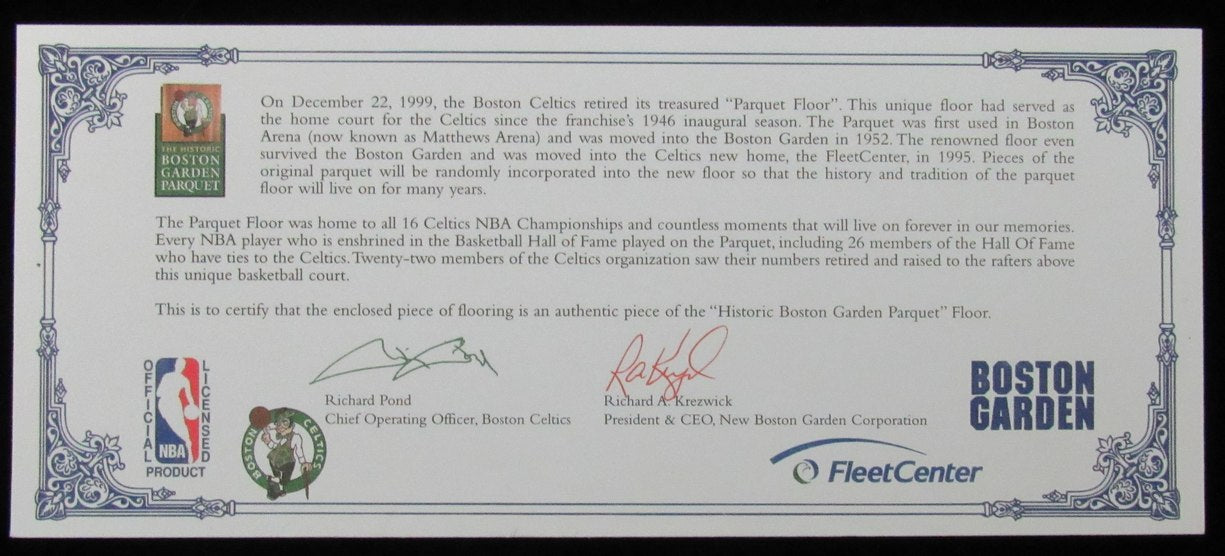 THE HISTORIC
BOSTON
GARDEN
PARQUET
On December 22, 1999, the Boston Celtics retired its treasured “Parquet Floor”. This unique floor had served as
the home court for the Celtics since the franchise’s 1946 inaugural season. The Parquet was first used in Boston
Arena (now known as Matthews Arena) and was moved into the Boston Garden in 1952. The renowned floor even
survived the Boston Garden and was moved into the Celtics new home, the FleetCenter, in 1995. Pieces of the
original parquet will be randomly incorporated into the new floor so that the history and tradition of the parquet
floor will live on for many years.
The Parquet Floor was home to all 16 Celtics NBA Championships and countless moments that will live on forever in our memories.
Every NBA player who is enshrined in the Basketball Hall of Fame played on the Parquet, including 26 members of the Hall Of Fame
who have ties to the Celtics. Twenty-two members of the Celtics organization saw their numbers retired and raised to the rafters above
this unique basketball court.
This is to certify that the enclosed piece of flooring is an authentic piece of the “Historic Boston Garden Parquet” Floor.
OFFICIAL
LICENSED
NBA
PRODUCT
BOSTON CELTICS
Richard Pond
Chief Operating Officer, Boston Celtics
Richard A. Krezwick
President & CEO, New Boston Garden Corporation
BOSTON
GARDEN
FleetCenter